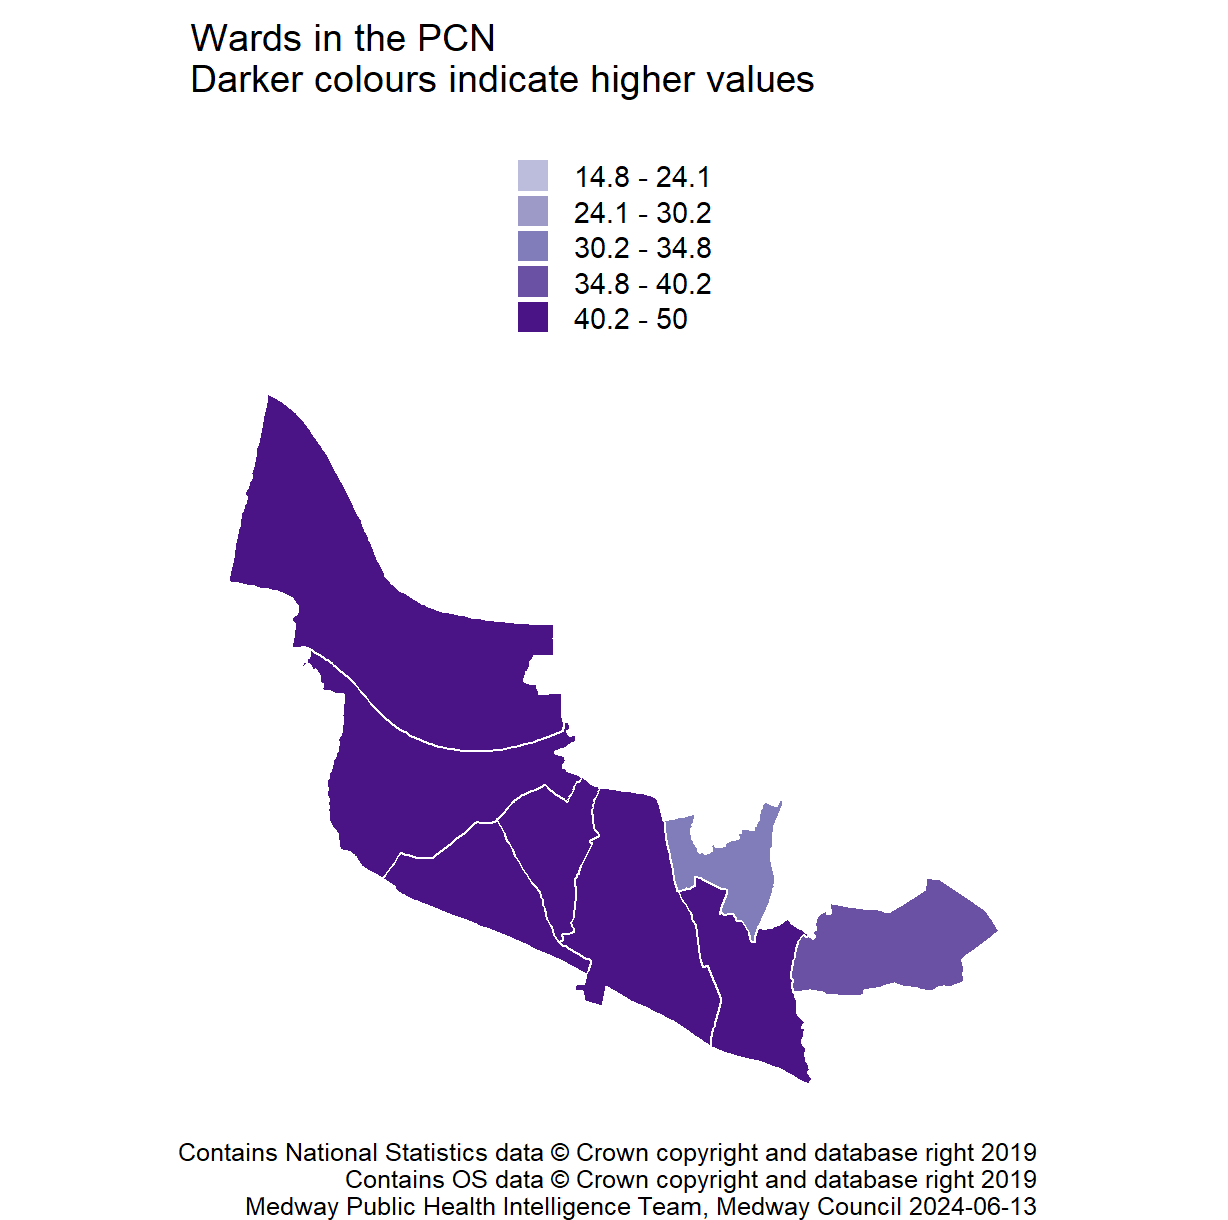 Wards in the PCN
Darker colours indicate higher values
14.8 - 24.1
24.1 - 30.2
30.2 - 34.8
34.8 - 40.2
40.2 - 50
Contains National Statistics data © Crown copyright and database right 2019
Contains OS data © Crown copyright and database right 2019
Medway Public Health Intelligence Team, Medway Council 2024-06-13